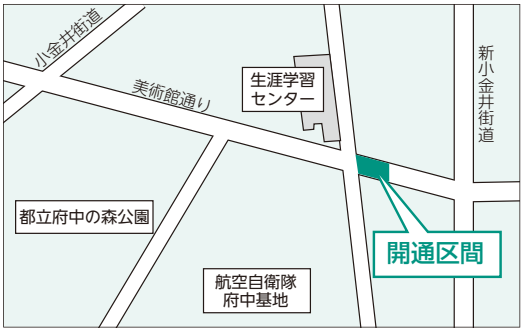 小金井街道
美術館通り
生涯学習
センター
新小金井街道
都立府中の森公園
開通区間
航空自衛隊
府中基地